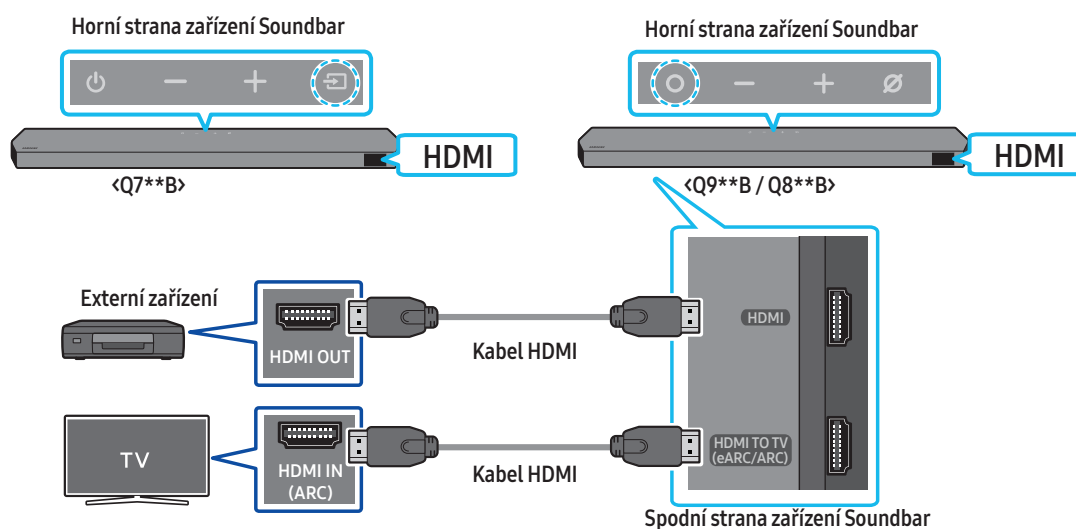 Horní strana zařízení Soundbar
Horní strana zařízení Soundbar
HDMI
HDMI
<Q7**B>
<Q9**B / Q8**B>
Externí zařízení
HDMI OUT
Kabel HDMI
HDMI
TV
HDMI IN
(ARC)
Kabel HDMI
HDMI TO TV
(eARC/ARC)
Spodní strana zařízení Soundbar